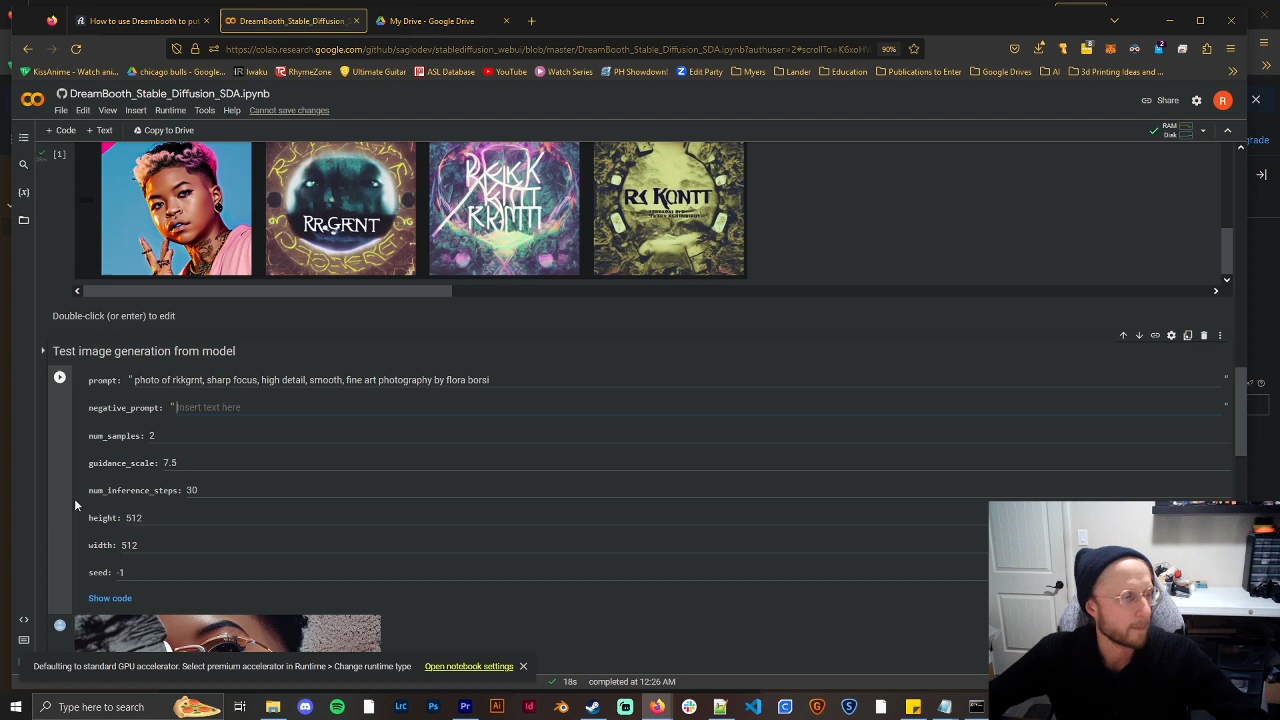 How to use Dreambooth to put
DreamBooth_Stable_Diffusion_S
My Drive - Google Drive
https://colab.research.google.com/github/sagiodev/stablediffusion_webui/blob/master/DreamBooth_Stable_Diffusion_SDA.ipynb?authuser=2#scrollTo=K6xoHW
90%
KissAnime - Watch ani...
chicago bulls - Google...
Iwaku
RhymeZone
Ultimate Guitar
ASL Database
YouTube
Watch Series
PH Showdown!
Edit Party
Myers
Lander
Education
Publications to Enter
Google Drives
AI
3d Printing Ideas and ...
DreamBooth_Stable_Diffusion_SDA.ipynb
File Edit View Insert Runtime Tools Help Cannot save changes
Share
R
+ Code + Text
Copy to Drive
RAM
Disk
[1]
RR.GRNT
RS KONTT
Double-click (or enter) to edit
Test image generation from model
prompt: " photo of rkkgrnt, sharp focus, high detail, smooth, fine art photography by flora borsi "
negative_prompt: " Insert text here "
num_samples: 2
guidance_scale: 7.5
num_inference_steps: 30
height: 512
width: 512
seed: -1
Show code
Defaulting to standard GPU accelerator. Select premium accelerator in Runtime > Change runtime type
Open notebook settings
18s completed at 12:26 AM
Type here to search